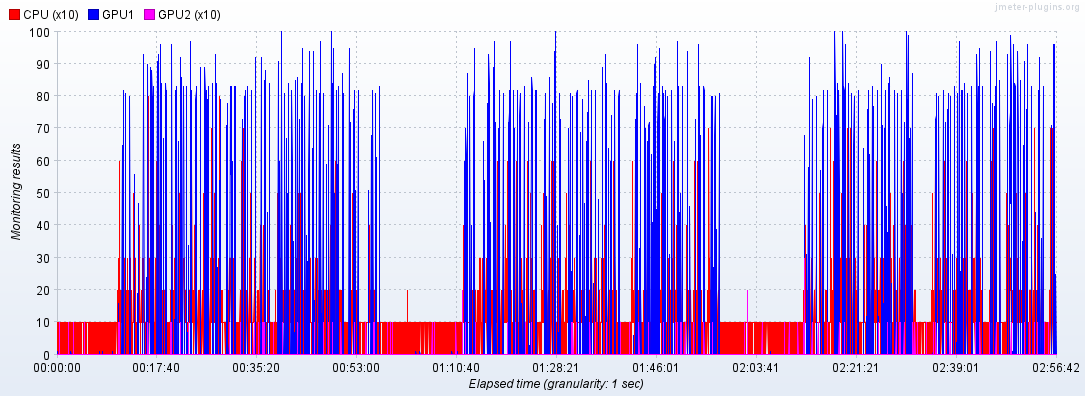 CPU (x10) GPU1 GPU2 (x10)
jmeter-plugins.org
100
90
80
70
60
50
40
30
20
10
0
Monitoring results
00:00:00 00:17:40 00:35:20 00:53:00 01:10:40 01:28:21 01:46:01 02:03:41 02:21:21 02:39:01 02:56:42
Elapsed time (granularity: 1 sec)